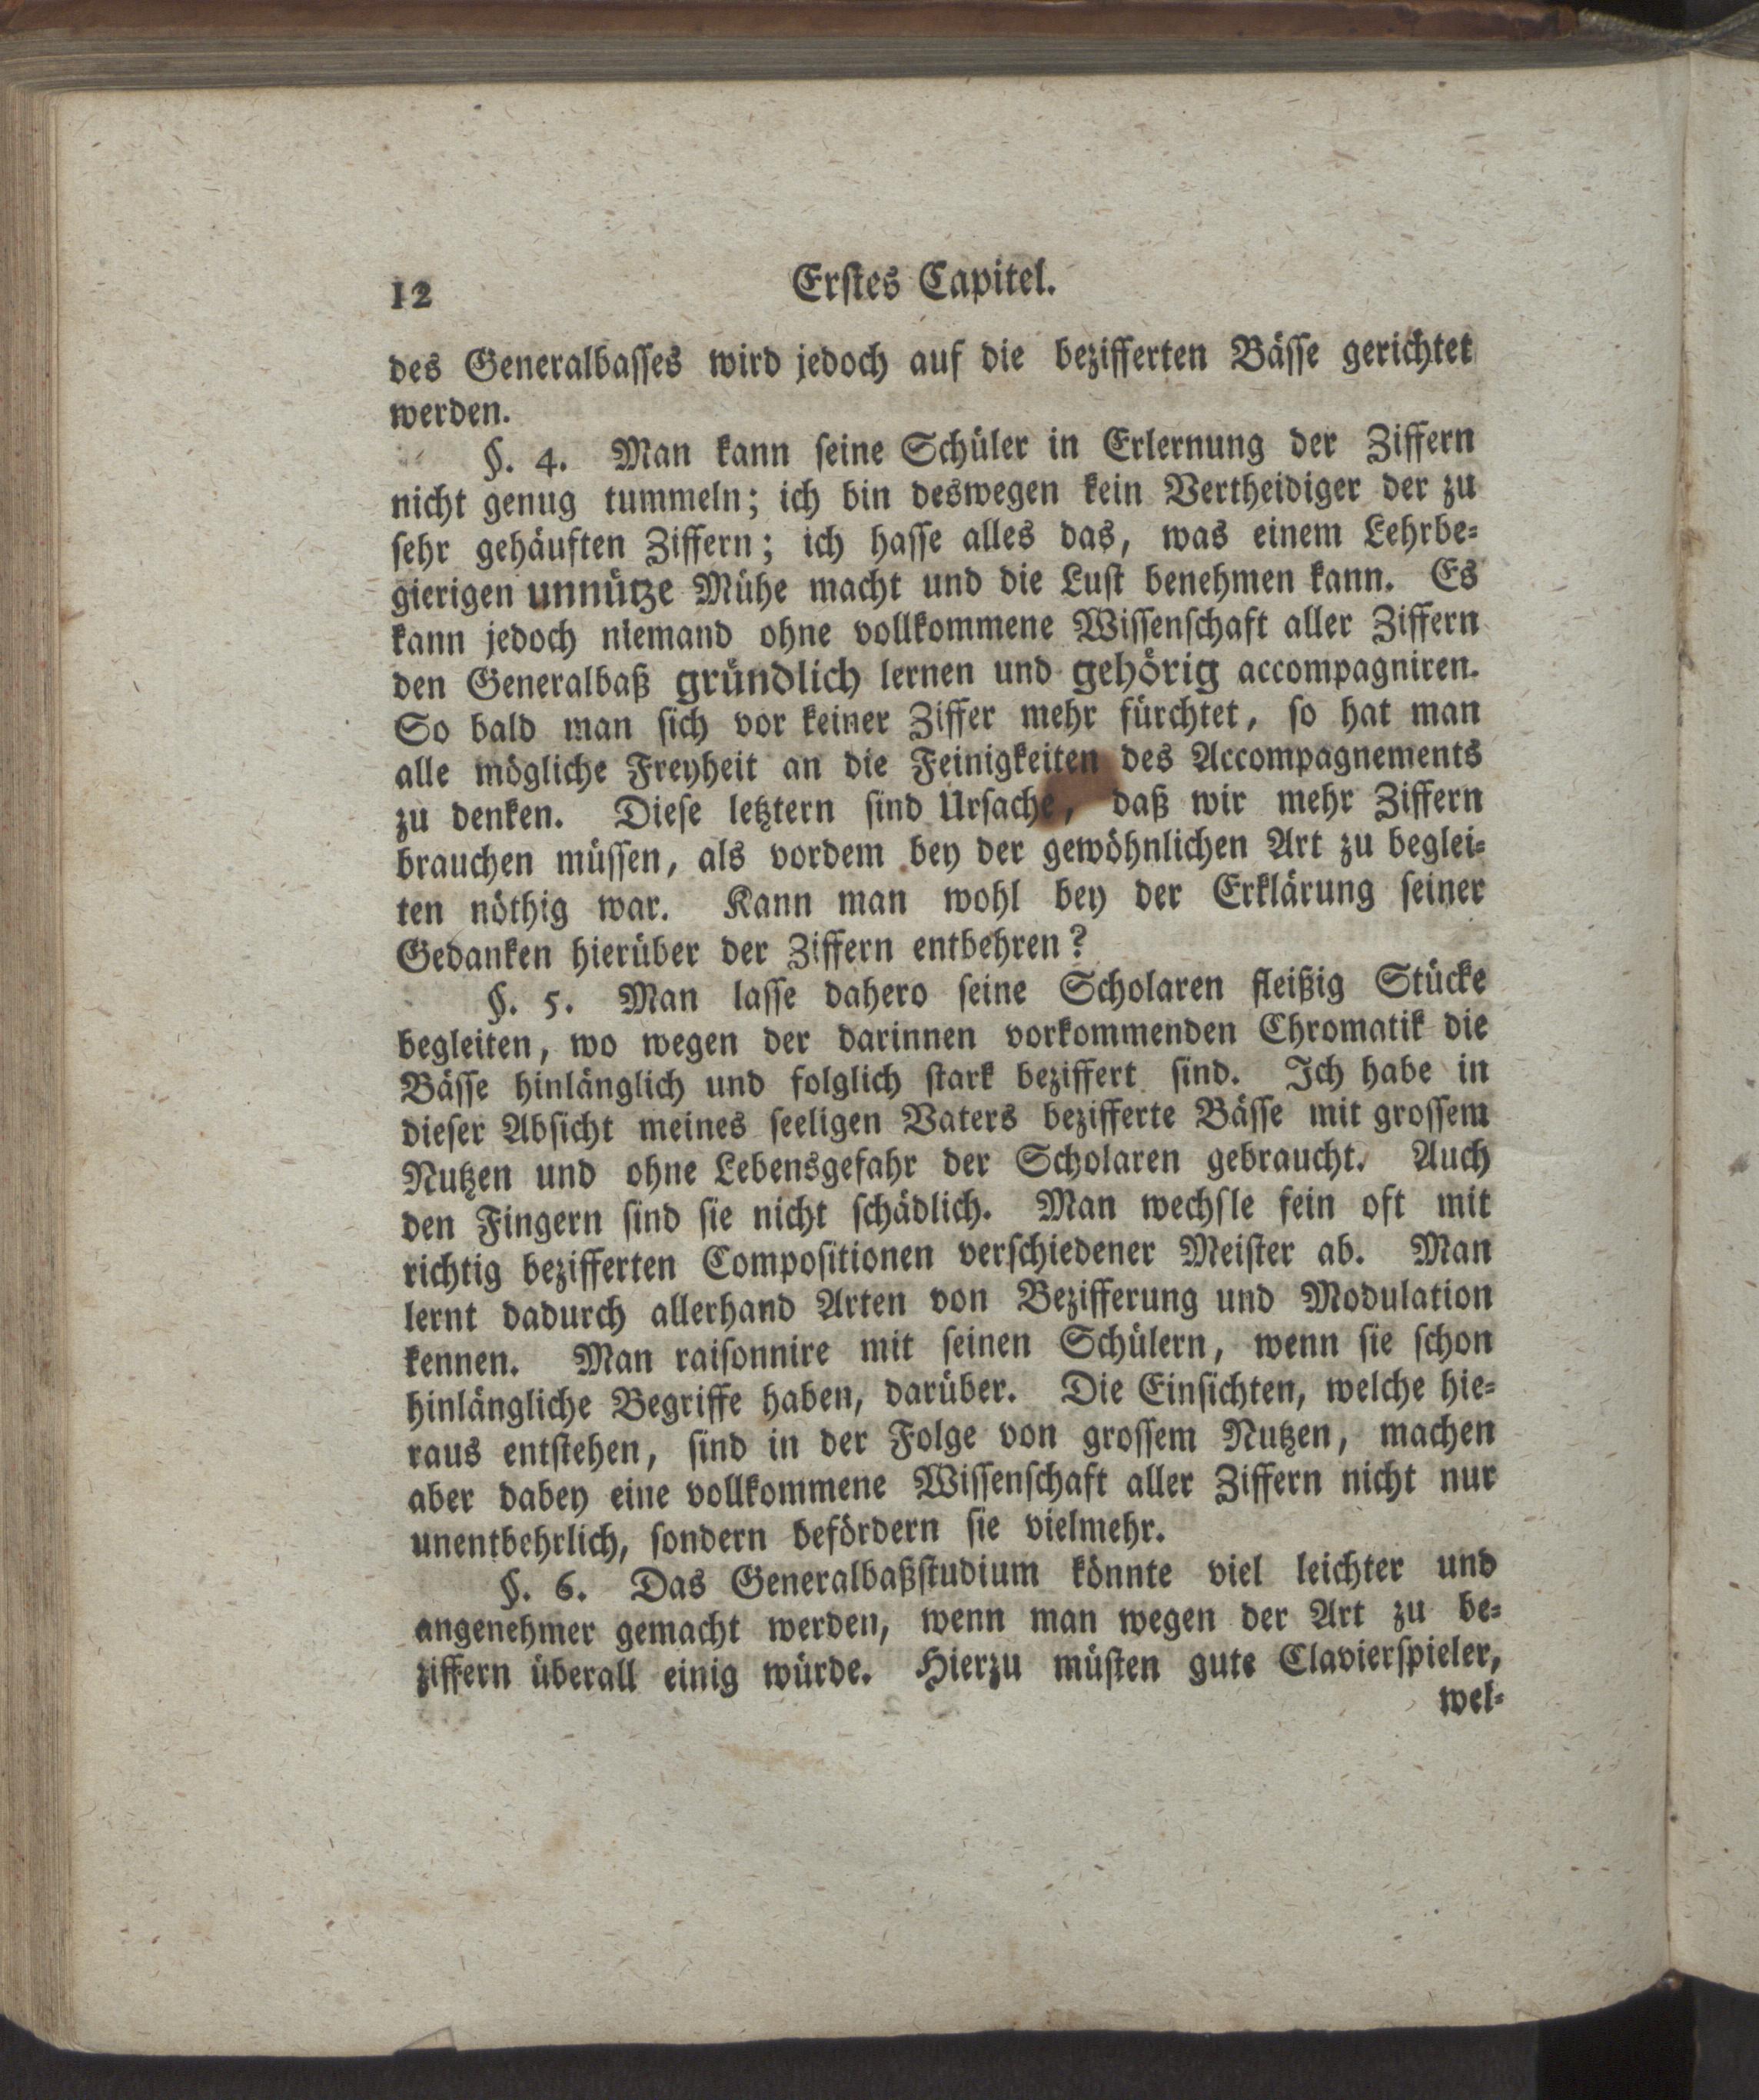 12
Erstes Capitel.
des Generalbasses wird jedoch auf die bezifferten Bässe gerichtet
werden.
§. 4. Man kann seine Schüler in Erlernung der Ziffern
nicht genug tummeln; ich bin deswegen kein Vertheidiger der zu
sehr gehäuften Ziffern; ich hasse alles das, was einem Lehrbe-
gierigen unnütze Mühe macht und die Lust benehmen kann. Es
kann jedoch niemand ohne vollkommene Wissenschaft aller Ziffern
den Generalbaß gründlich lernen und gehörig accompagniren.
So bald man sich vor keiner Ziffer mehr fürchtet, so hat man
alle mögliche Freyheit an die Feinigkeiten des Accompagnements
zu denken. Diese letztern sind Ursache, daß wir mehr Ziffern
brauchen müssen, als vordem bey der gewöhnlichen Art zu beglei-
ten nöthig war. Kann man wohl bey der Erklärung seiner
Gedanken hierüber der Ziffern entbehren?
§. 5. Man lasse dahero seine Scholaren fleißig Stücke
begleiten, wo wegen der darinnen vorkommenden Chromatik die
Bässe hinlänglich und folglich stark beziffert sind. Ich habe in
dieser Absicht meines seeligen Vaters bezifferte Bässe mit grossem
Nutzen und ohne Lebensgefahr der Scholaren gebraucht. Auch
den Fingern sind sie nicht schädlich. Man wechsle fein oft mit
richtig bezifferten Compositionen verschiedener Meister ab. Man
lernt dadurch allerhand Arten von Bezifferung und Modulation
kennen. Man raisonnire mit seinen Schülern, wenn sie schon
hinlängliche Begriffe haben, darüber. Die Einsichten, welche hie-
raus entstehen, sind in der Folge von grossem Nutzen, machen
aber dabey eine vollkommene Wissenschaft aller Ziffern nicht nur
unentbehrlich, sondern befördern sie vielmehr.
§. 6. Das Generalbaßstudium könnte viel leichter und
angenehmer gemacht werden, wenn man wegen der Art zu be-
ziffern überall einig würde. Hierzu müsten gute Clavierspieler,
wel-